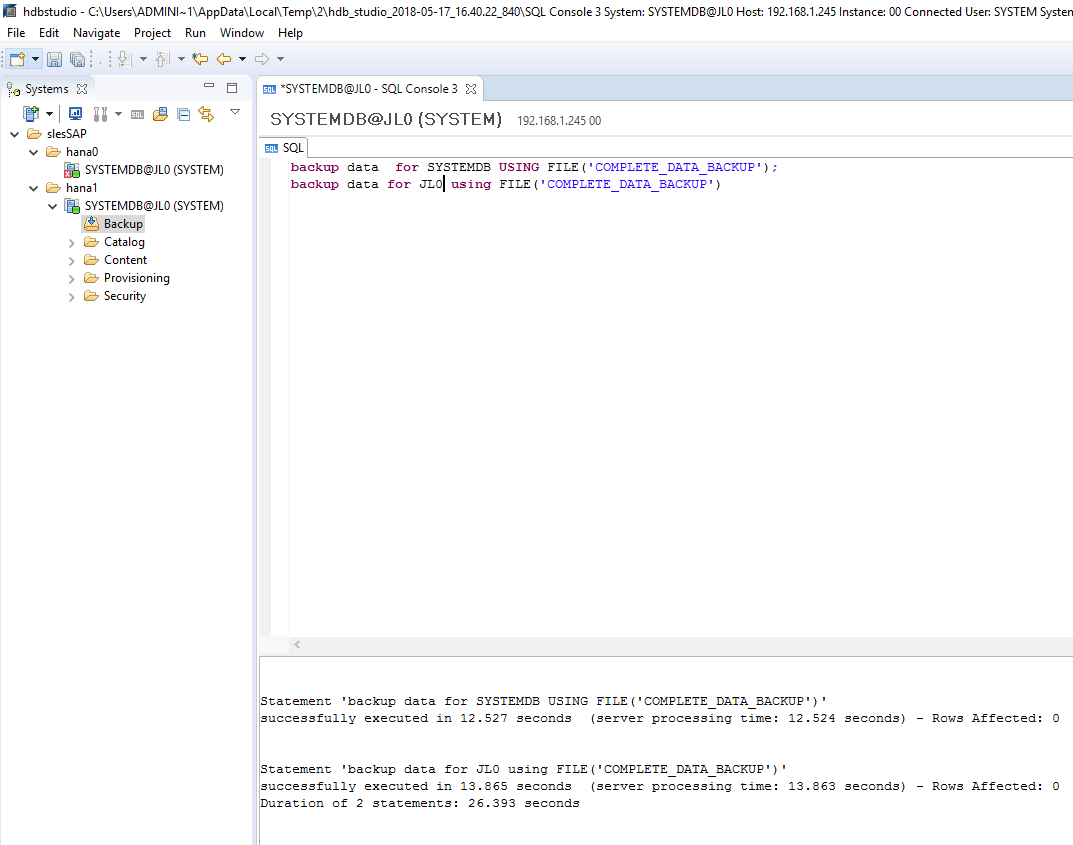 hdbstudio - C:\Users\ADMINI~1\AppData\Local\Temp\2\hdb_studio_2018-05-17_16.40.22_840\SQL Console 3 System: SYSTEMDB@JL0 Host: 192.168.1.245 Instance: 00 Connected User: SYSTEM System
File Edit Navigate Project Run Window Help
Systems
slesSAP
hana0
SYSTEMDB@JL0 (SYSTEM)
hana1
SYSTEMDB@JL0 (SYSTEM)
Backup
Catalog
Content
Provisioning
Security
SQL *SYSTEMDB@JL0 - SQL Console 3
SYSTEMDB@JL0 (SYSTEM) 192.168.1.245 00
SQL SQL
backup data  for SYSTEMDB USING FILE('COMPLETE_DATA_BACKUP');
backup data for JL0 using FILE('COMPLETE_DATA_BACKUP')
Statement 'backup data for SYSTEMDB USING FILE('COMPLETE_DATA_BACKUP')'
successfully executed in 12.527 seconds  (server processing time: 12.524 seconds) - Rows Affected: 0
Statement 'backup data for JL0 using FILE('COMPLETE_DATA_BACKUP')'
successfully executed in 13.865 seconds  (server processing time: 13.863 seconds) - Rows Affected: 0
Duration of 2 statements: 26.393 seconds